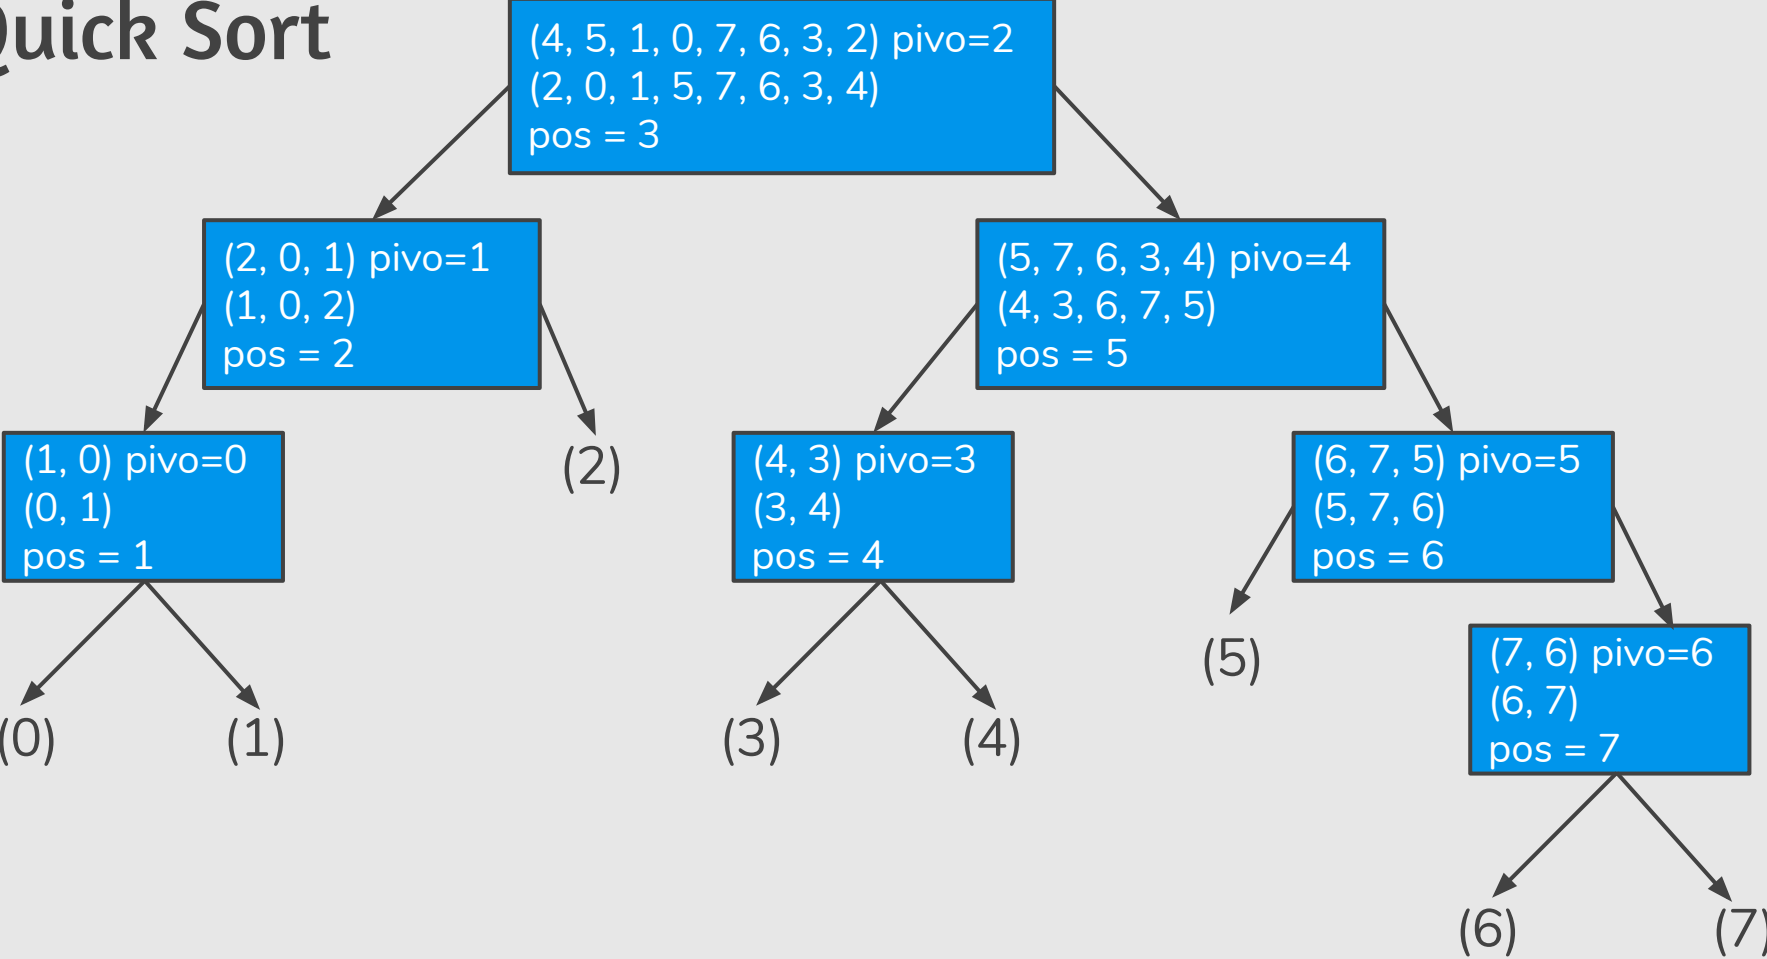 Quick Sort
(4, 5, 1, 0, 7, 6, 3, 2) pivo=2
(2, 0, 1, 5, 7, 6, 3, 4)
pos = 3
(2, 0, 1) pivo=1
(1, 0, 2)
pos = 2
(5, 7, 6, 3, 4) pivo=4
(4, 3, 6, 7, 5)
pos = 5
(1, 0) pivo=0
(0, 1)
pos = 1
(2)
(4, 3) pivo=3
(3, 4)
pos = 4
(6, 7, 5) pivo=5
(5, 7, 6)
pos = 6
(5)
(7, 6) pivo=6
(6, 7)
pos = 7
(0)
(1)
(3)
(4)
(6)
(7)